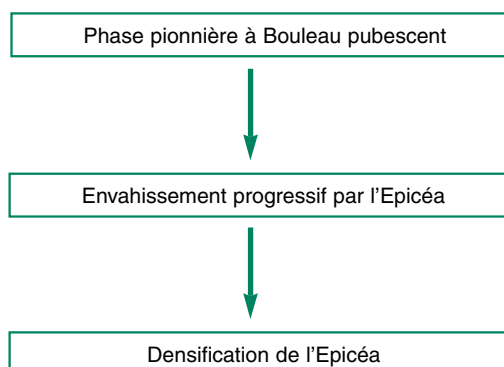 Phase pionnière à Bouleau pubescent
Envahissement progressif par l'Epicéa
Densification de l'Epicéa